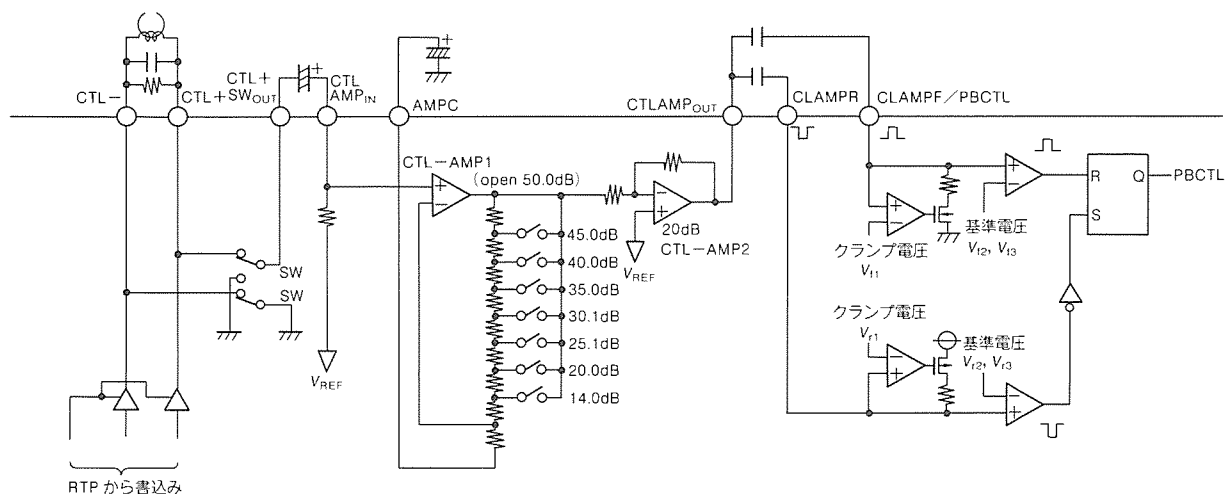 CTL−
CTL+
CTL+
SWOUT
+
CTL
AMPIN
+
AMPC
CTLAMPOUT
CLAMPR
CLAMPF/PBCTL
CTL−AMP1
(open 50.0dB)
+
−
45.0dB
40.0dB
35.0dB
30.1dB
25.1dB
20.0dB
14.0dB
−
+
20dB
CTL−AMP2
VREF
VREF
SW
SW
+
−
クランプ電圧
Vf1
+
−
基準電圧
Vf2, Vf3
R
Q
S
PBCTL
クランプ電圧
Vr1
−
+
基準電圧
Vr2, Vr3
−
+
RTP から書込み